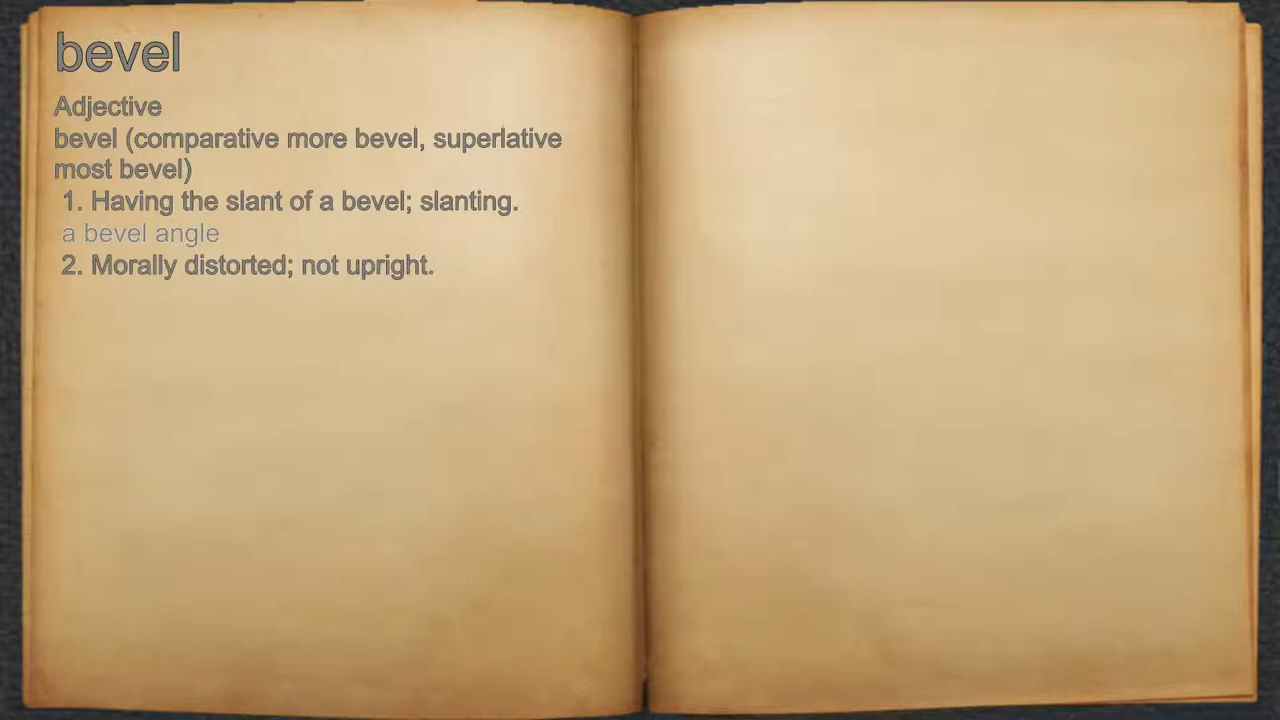 bevel
Adjective
bevel (comparative more bevel, superlative
most bevel)
1. Having the slant of a bevel; slanting.
a bevel angle
2. Morally distorted; not upright.